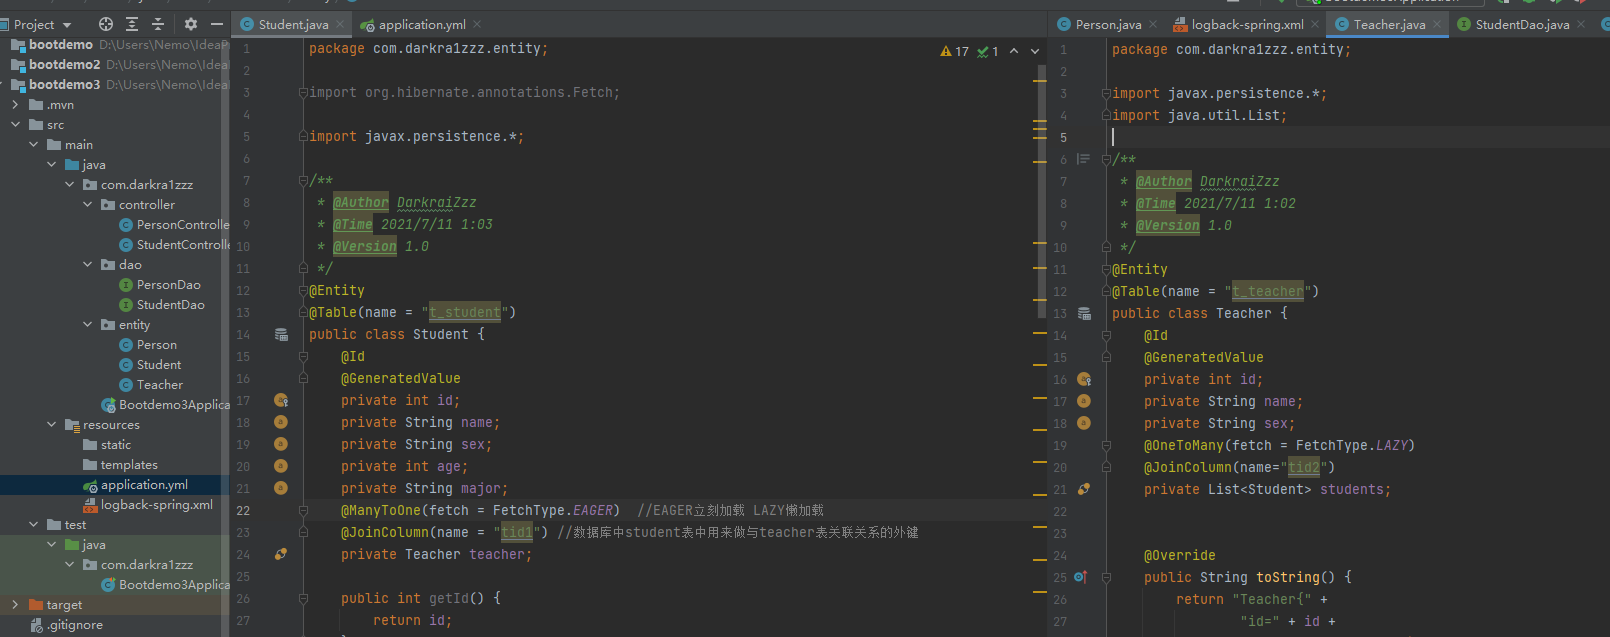 Project
Student.java
application.yml
Person.java
logback-spring.xml
Teacher.java
StudentDao.java
bootdemo D:\Users\Nemo\IdeaP
bootdemo2 D:\Users\Nemo\Idea
bootdemo3 D:\Users\Nemo\Idea
.mvn
src
main
java
com.darkra1zzz
controller
PersonControlle
StudentControlle
dao
PersonDao
StudentDao
entity
Person
Student
Teacher
Bootdemo3Applica
resources
static
templates
application.yml
logback-spring.xml
test
java
com.darkra1zzz
Bootdemo3Applica
target
.gitignore
17 1
1 package com.darkra1zzz.entity;
2
3 import org.hibernate.annotations.Fetch;
4
5 import javax.persistence.*;
6
7 /**
8 * @Author DarkraiZzz
9 * @Time 2021/7/11 1:03
10 * @Version 1.0
11 */
12 @Entity
13 @Table(name = "t_student")
14 public class Student {
15 @Id
16 @GeneratedValue
17 private int id;
18 private String name;
19 private String sex;
20 private int age;
21 private String major;
22 @ManyToOne(fetch = FetchType.EAGER) //EAGER立刻加载 LAZY懒加载
23 @JoinColumn(name = "tid1") //数据库中student表中用来做与teacher表关联关系的外键
24 private Teacher teacher;
25
26 public int getId() {
27 return id;
1 package com.darkra1zzz.entity;
2
3 import javax.persistence.*;
4 import java.util.List;
5
6 /**
7 * @Author DarkraiZzz
8 * @Time 2021/7/11 1:02
9 * @Version 1.0
10 */
11 @Entity
12 @Table(name = "t_teacher")
13 public class Teacher {
14 @Id
15 @GeneratedValue
16 private int id;
17 private String name;
18 private String sex;
19 @OneToMany(fetch = FetchType.LAZY)
20 @JoinColumn(name="tid2")
21 private List<Student> students;
22
23
24 @Override
25 public String toString() {
26 return "Teacher{" +
27 "id=" + id +